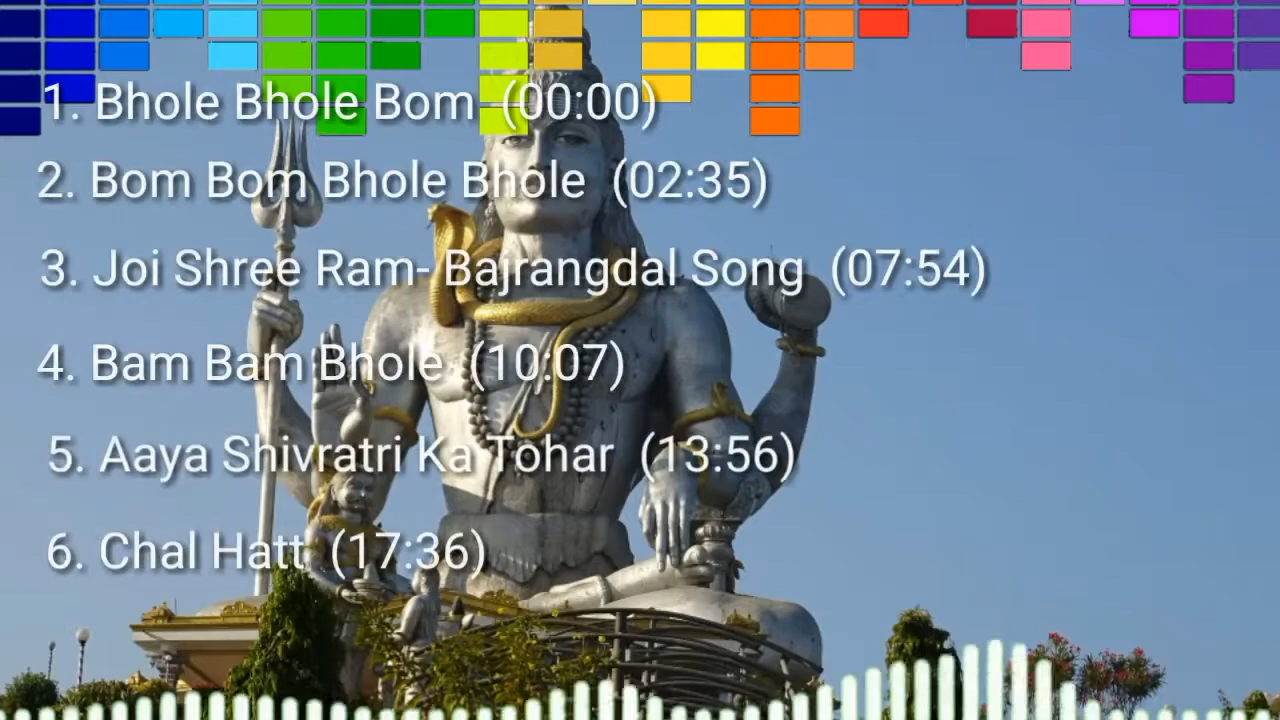 1. Bhole Bhole Bom (00:00)
2. Bom Bom Bhole Bhole (02:35)
3. Joi Shree Ram- Bajrangdal Song (07:54)
4. Bam Bam Bhole (10:07)
5. Aaya Shivratri Ka Tohar (13:56)
6. Chal Hatt (17:36)